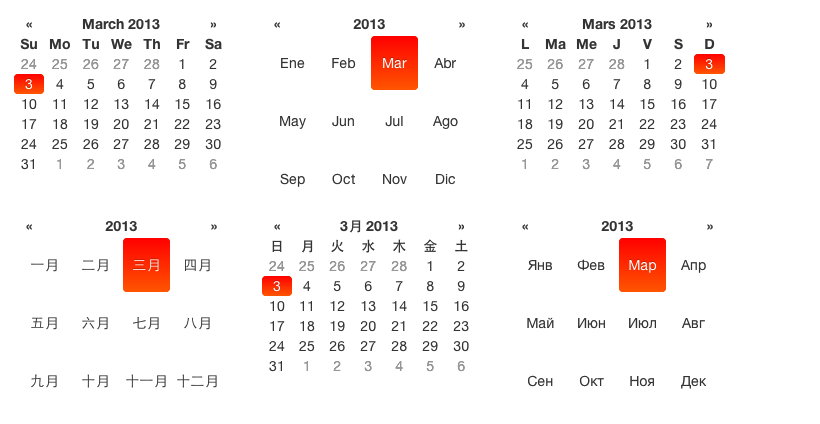 « March 2013 »
Su Mo Tu We Th Fr Sa
24 25 26 27 28 1 2
3 4 5 6 7 8 9
10 11 12 13 14 15 16
17 18 19 20 21 22 23
24 25 26 27 28 29 30
31 1 2 3 4 5 6
« 2013 »
Ene Feb Mar Abr
May Jun Jul Ago
Sep Oct Nov Dic
« Mars 2013 »
L Ma Me J V S D
25 26 27 28 1 2 3
4 5 6 7 8 9 10
11 12 13 14 15 16 17
18 19 20 21 22 23 24
25 26 27 28 29 30 31
1 2 3 4 5 6 7
« 2013 »
一月 二月 三月 四月
五月 六月 七月 八月
九月 十月 十一月 十二月
« 3月 2013 »
日 月 火 水 木 金 土
24 25 26 27 28 1 2
3 4 5 6 7 8 9
10 11 12 13 14 15 16
17 18 19 20 21 22 23
24 25 26 27 28 29 30
31 1 2 3 4 5 6
« 2013 »
Янв Фев Мар Апр
Май Июн Июл Авг
Сен Окт Ноя Дек